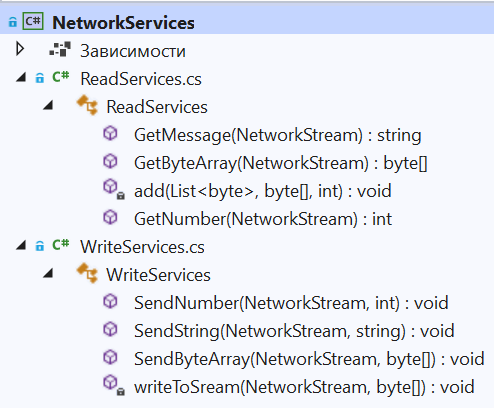 C# NetworkServices
Зависимости
C# ReadServices.cs
ReadServices
GetMessage(NetworkStream) : string
GetByteArray(NetworkStream) : byte[]
add(List<byte>, byte[], int) : void
GetNumber(NetworkStream) : int
C# WriteServices.cs
WriteServices
SendNumber(NetworkStream, int) : void
SendString(NetworkStream, string) : void
SendByteArray(NetworkStream, byte[]) : void
writeToSream(NetworkStream, byte[]) : void